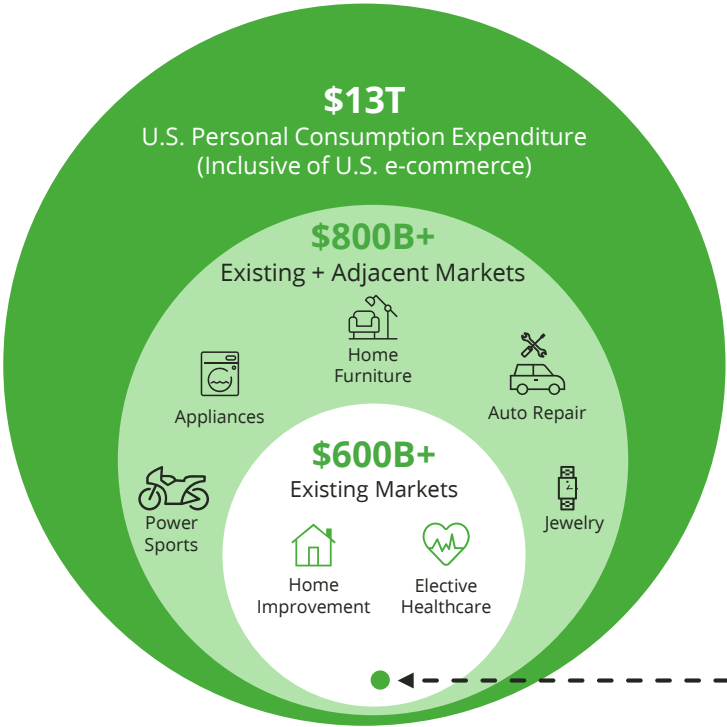 $13T
U.S. Personal Consumption Expenditure
(Inclusive of U.S. e-commerce)
$800B+
Existing + Adjacent Markets
Home
Furniture
Appliances
Auto Repair
$600B+
Existing Markets
Power
Sports
Jewelry
Home
Improvement
Elective
Healthcare